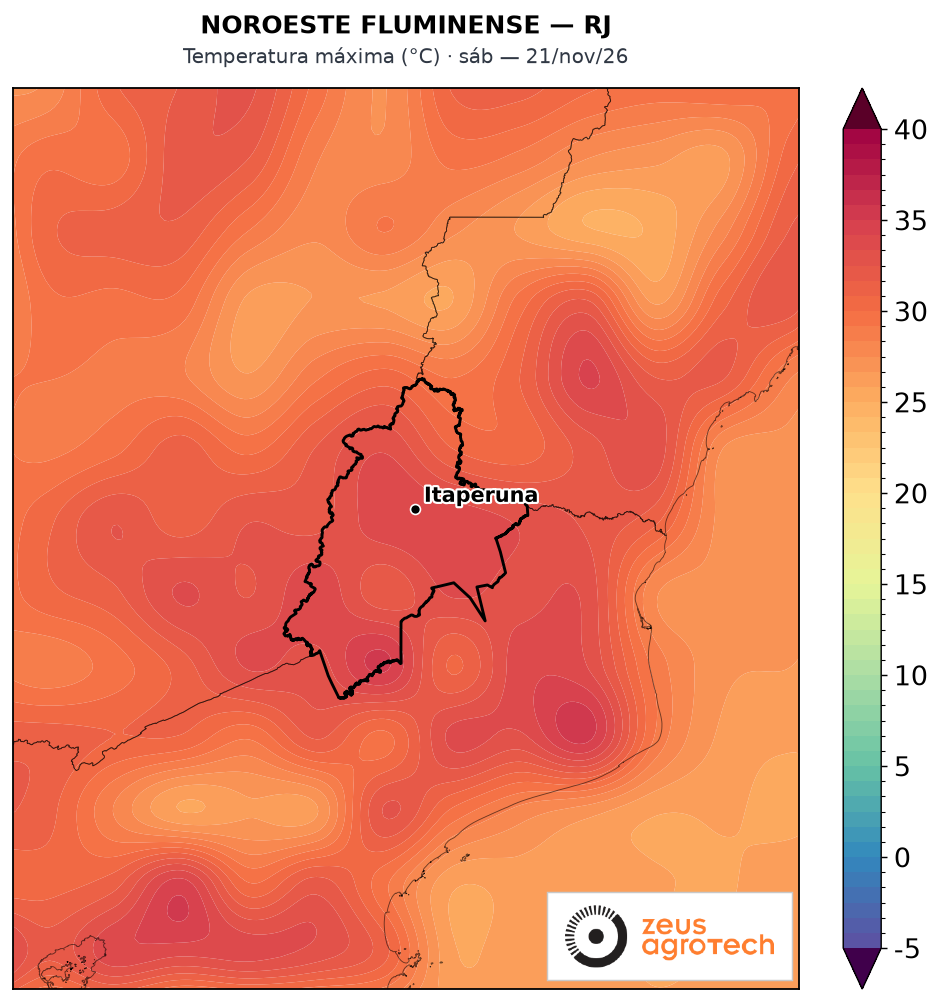 NOROESTE FLUMINENSE — RJ
Temperatura máxima (°C) · sáb — 21/nov/26
40
35
30
25
20
15
10
5
0
-5
Itaperuna
zeus
agrotech